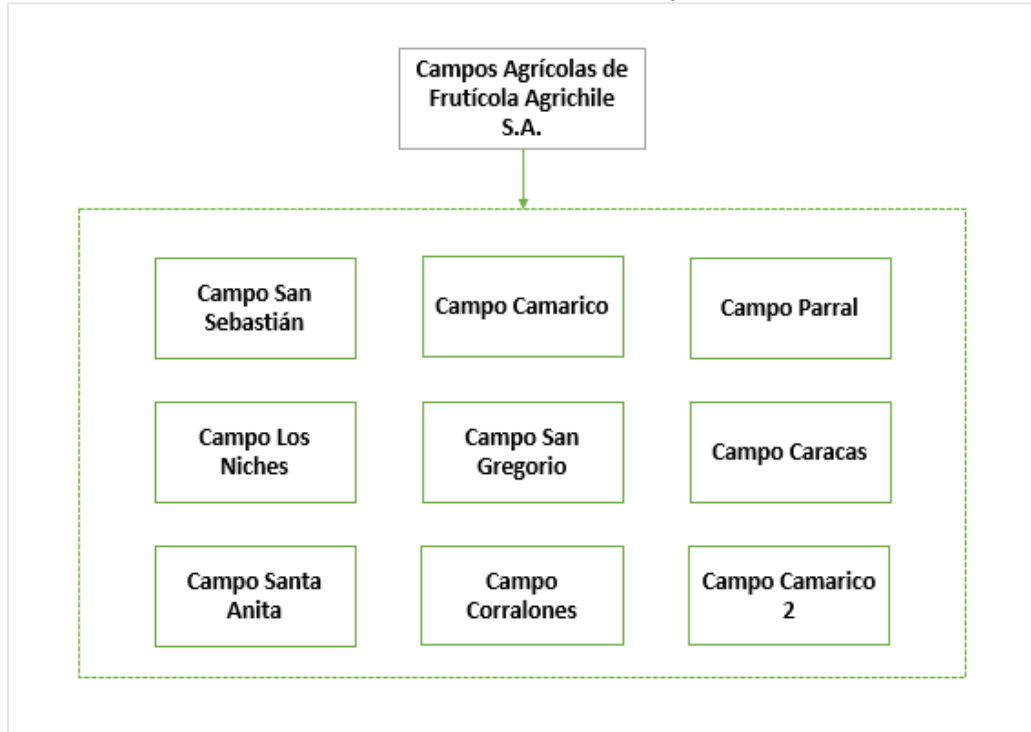 Campos Agrícolas de
Frutícola Agrichile
S.A.
Campo San
Sebastián
Campo Camarico
Campo Parral
Campo Los
Niches
Campo San
Gregorio
Campo Caracas
Campo Santa
Anita
Campo
Corralones
Campo Camarico
2